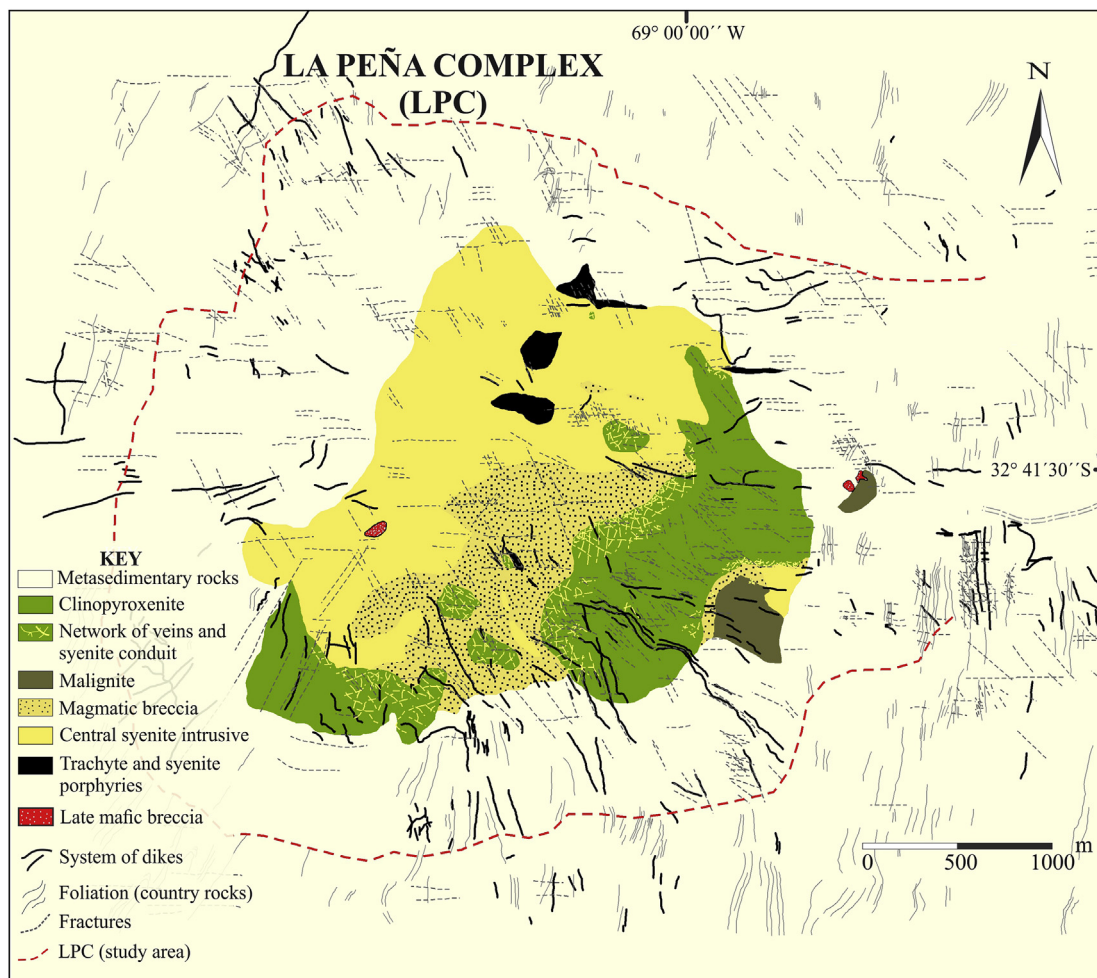 69° 00´00´´ W
LA PEÑA COMPLEX
(LPC)
N
32° 41´30´´S
KEY
Metasedimentary rocks
Clinopyroxenite
Network of veins and
syenite conduit
Malignite
Magmatic breccia
Central syenite intrusive
Trachyte and syenite
porphyries
Late mafic breccia
System of dikes
Foliation (country rocks)
Fractures
LPC (study area)
m
0 500 1000